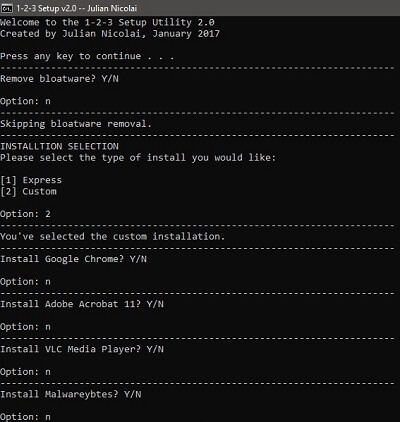 1-2-3 Setup v2.0 -- Julian Nicolai
Welcome to the 1-2-3 Setup Utility 2.0
Created by Julian Nicolai, January 2017
Press any key to continue . . .
--------------------------------------------------------------------
Remove bloatware? Y/N
Option: n
--------------------------------------------------------------------
Skipping bloatware removal.
--------------------------------------------------------------------
INSTALLTION SELECTION
Please select the type of install you would like:
[1] Express
[2] Custom
Option: 2
--------------------------------------------------------------------
You've selected the custom installation.
--------------------------------------------------------------------
Install Google Chrome? Y/N
Option: n
--------------------------------------------------------------------
Install Adobe Acrobat 11? Y/N
Option: n
--------------------------------------------------------------------
Install VLC Media Player? Y/N
Option: n
--------------------------------------------------------------------
Install Malwareybtes? Y/N
Option: n